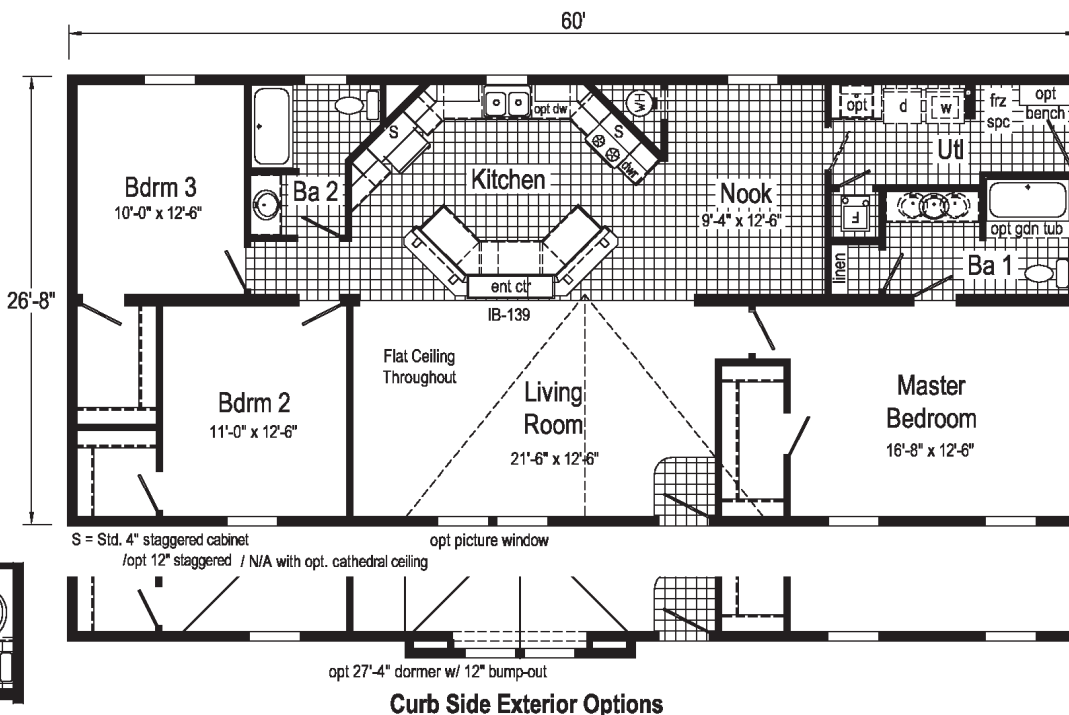 60'
26'-8"
Bdrm 3
10'-0" x 12'-6"
Ba 2
S
opt dw
Kitchen
WH
S
dwr
Nook
9'-4" x 12'-6"
opt
d
w
frz
spc
opt
bench
Utl
F
linen
opt gdn tub
Ba 1
ent ctr
IB-139
Flat Ceiling
Throughout
Bdrm 2
11'-0" x 12'-6"
Living
Room
21'-6" x 12'-6"
Master
Bedroom
16'-8" x 12'-6"
S = Std. 4" staggered cabinet
/opt 12" staggered / N/A with opt. cathedral ceiling
opt picture window
opt 27'-4" dormer w/ 12" bump-out
Curb Side Exterior Options